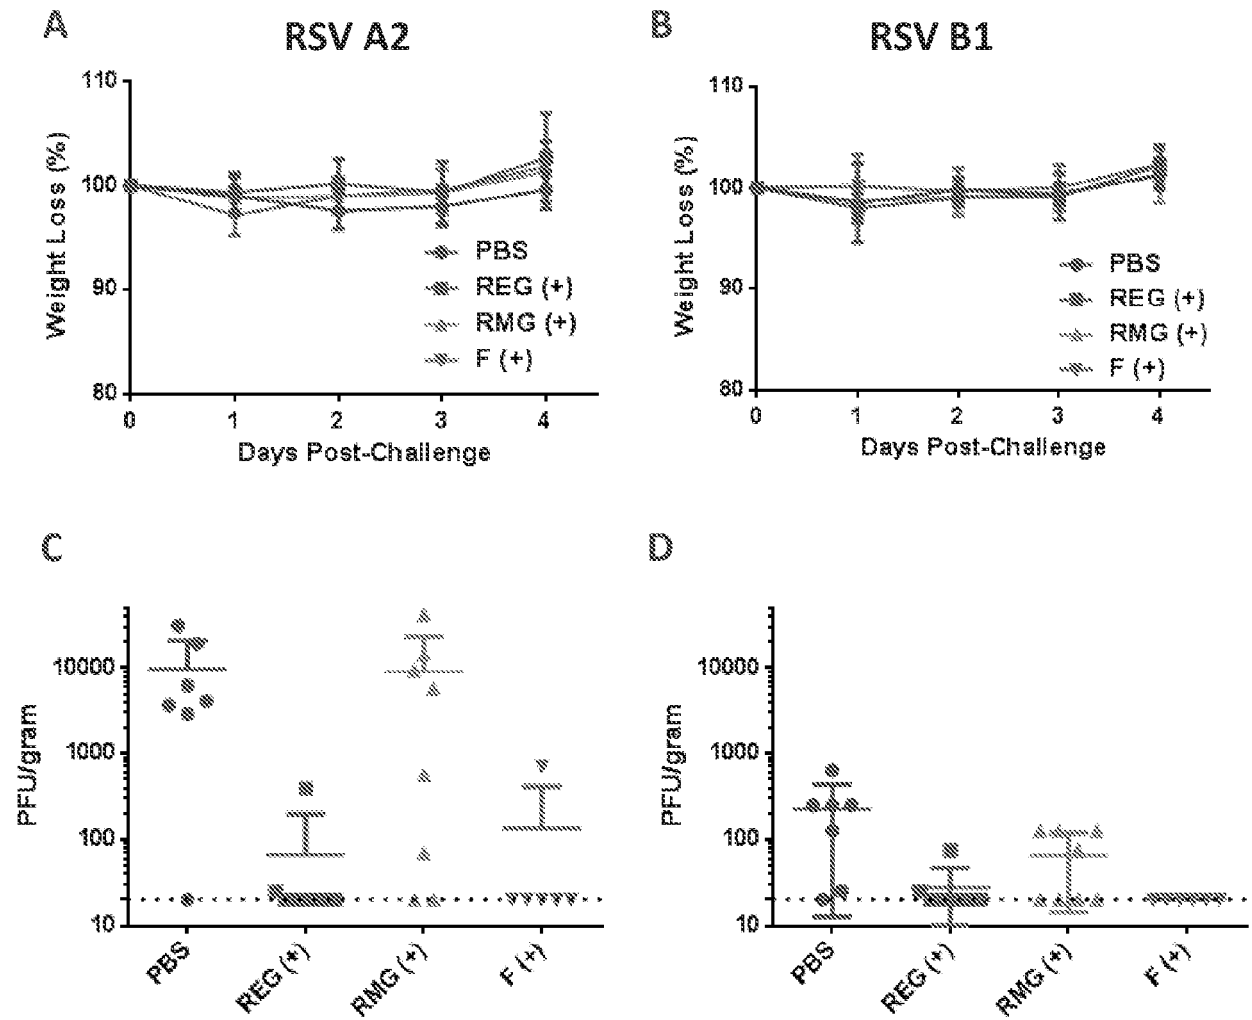 A
RSV A2
110
100
90
80
Weight Loss (%)
PBS
REG (+)
RMG (+)
F (+)
0 1 2 3 4
Days Post-Challenge
B
RSV B1
110
100
90
80
Weight Loss (%)
PBS
REG (+)
RMG (+)
F (+)
0 1 2 3 4
Days Post-Challenge
C
10000
1000
100
10
PFU/gram
PBS
REG (+)
RMG (+)
F (+)
D
10000
1000
100
10
PFU/gram
PBS
REG (+)
RMG (+)
F (+)